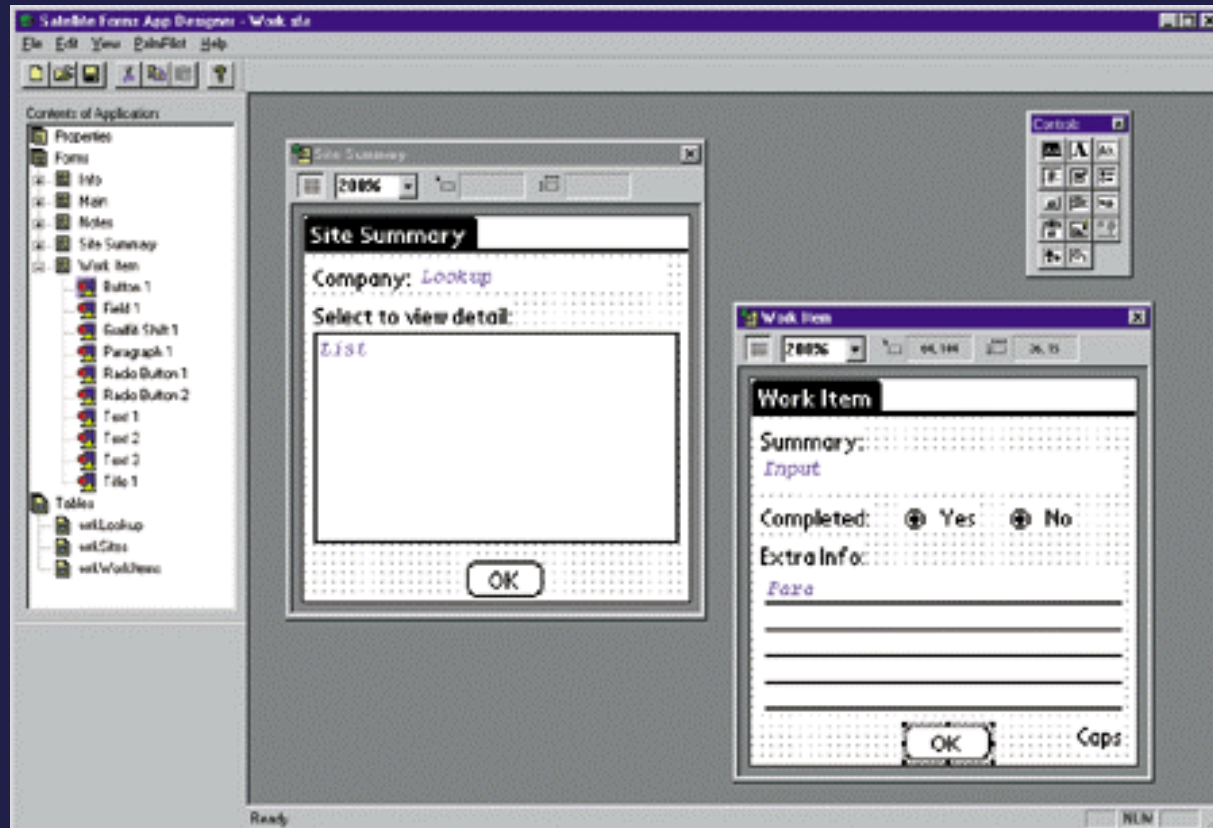 Satellite Forms App Designer - Work.sfa
File Edit View PalmPilot Help
Contents of Application
Properties
Forms
Info
Main
Notes
Site Summary
Work Item
Button 1
Field 1
Graffiti Shift 1
Paragraph 1
Radio Button 1
Radio Button 2
Text 1
Text 2
Text 3
Title 1
Tables
wrkLookup
wrkSites
wrkWorkItems
Site Summary
200%
Site Summary
Company: Lookup
Select to view detail:
List
OK
Controls
Work Item
200%
Work Item
Summary:
Input
Completed: Yes No
Extra Info:
Para
OK Caps
Ready
NUM